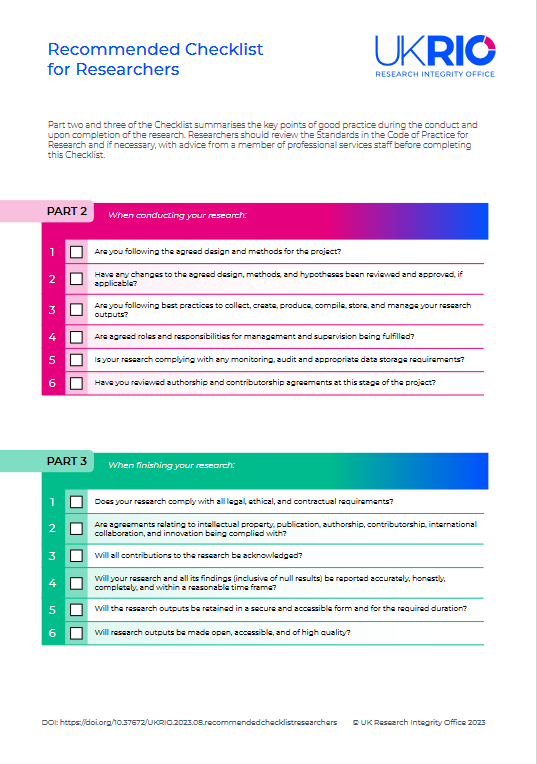 Recommended Checklist
for Researchers
UKRIO
RESEARCH INTEGRITY OFFICE
Part two and three of the Checklist summarises the key points of good practice during the conduct and
upon completion of the research. Researchers should review the Standards in the Code of Practice for
Research and if necessary, with advice from a member of professional services staff before completing
this Checklist.
PART 2
When conducting your research:
1 Are you following the agreed design and methods for the project?
2 Have any changes to the agreed design, methods, and hypotheses been reviewed and approved, if
applicable?
3 Are you following best practices to collect, create, produce, compile, store, and manage your research
outputs?
4 Are agreed roles and responsibilities for management and supervision being fulfilled?
5 Is your research complying with any monitoring, audit and appropriate data storage requirements?
6 Have you reviewed authorship and contributorship agreements at this stage of the project?
PART 3
When finishing your research:
1 Does your research comply with all legal, ethical, and contractual requirements?
2 Are agreements relating to intellectual property, publication, authorship, contributorship, international
collaboration, and innovation being complied with?
3 Will all contributions to the research be acknowledged?
4 Will your research and all its findings (inclusive of null results) be reported accurately, honestly,
completely, and within a reasonable time frame?
5 Will the research outputs be retained in a secure and accessible form and for the required duration?
6 Will research outputs be made open, accessible, and of high quality?
DOI: https://doi.org/10.37672/UKRIO.2023.08.recommendedchecklistresearchers © UK Research Integrity Office 2023